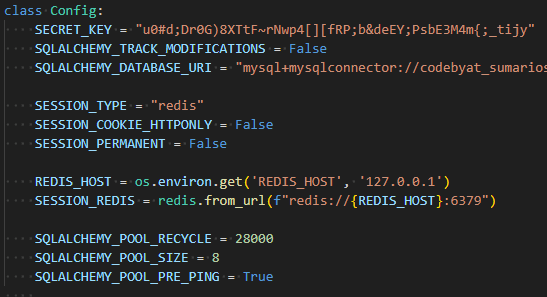 class Config:
SECRET_KEY = "u0#d;Dr0G)8XTtF~rNwp4[][fRP;b&deEY;PsbE3M4m{;_tijy"
SQLALCHEMY_TRACK_MODIFICATIONS = False
SQLALCHEMY_DATABASE_URI = "mysql+mysqlconnector://codebyat_sumarios
SESSION_TYPE = "redis"
SESSION_COOKIE_HTTPONLY = False
SESSION_PERMANENT = False
REDIS_HOST = os.environ.get('REDIS_HOST', '127.0.0.1')
SESSION_REDIS = redis.from_url(f"redis://{REDIS_HOST}:6379")
SQLALCHEMY_POOL_RECYCLE = 28000
SQLALCHEMY_POOL_SIZE = 8
SQLALCHEMY_POOL_PRE_PING = True